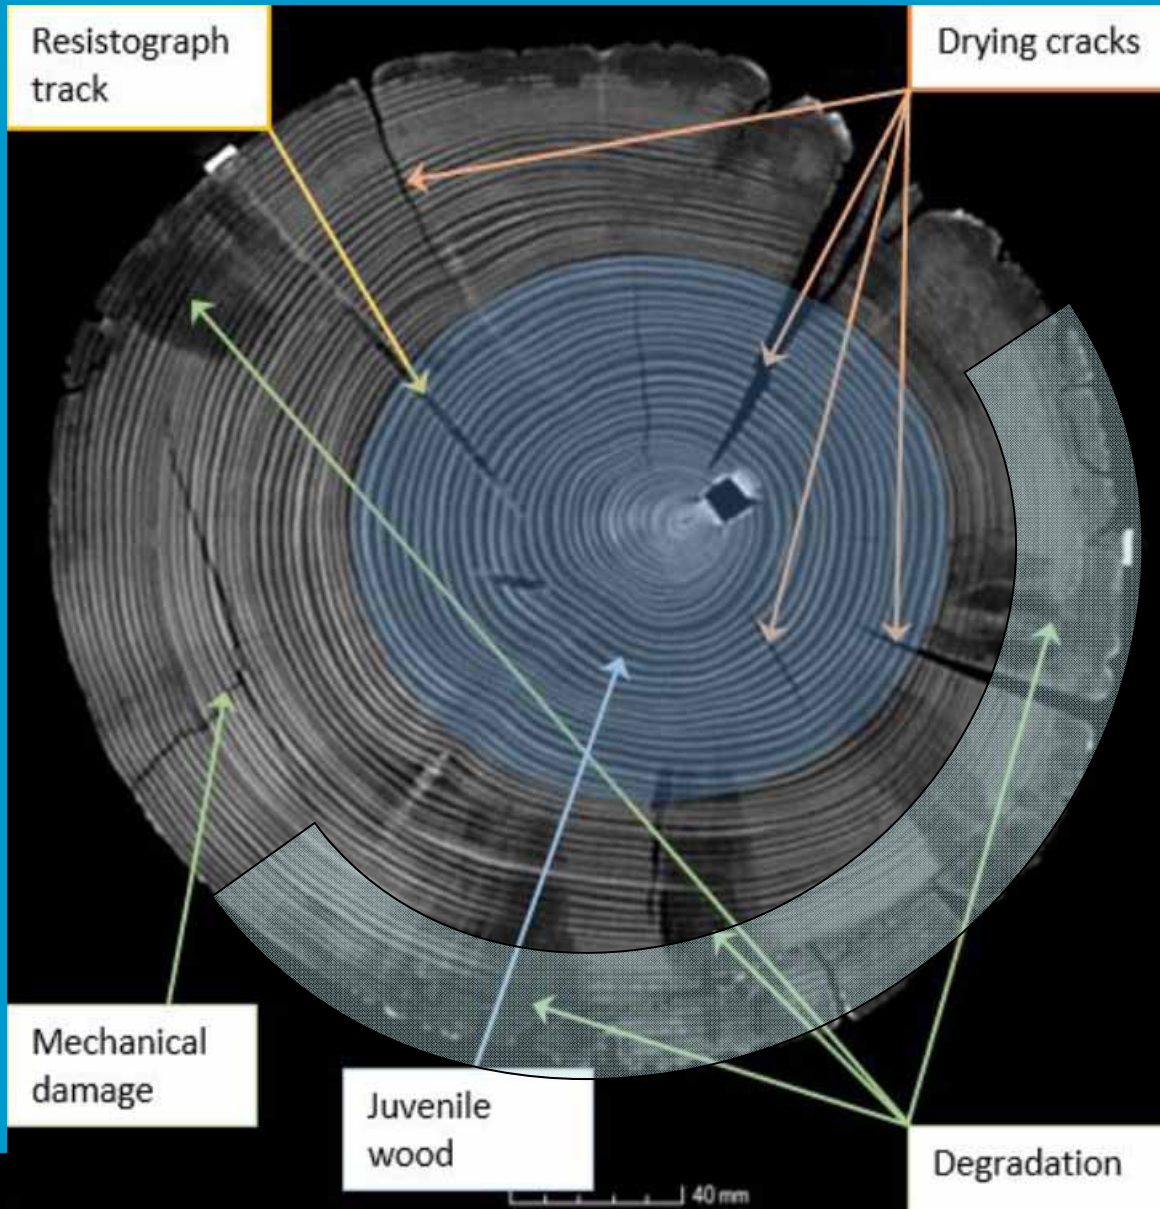 Resistograph
track
Drying cracks
Mechanical
damage
Juvenile
wood
Degradation
40 mm